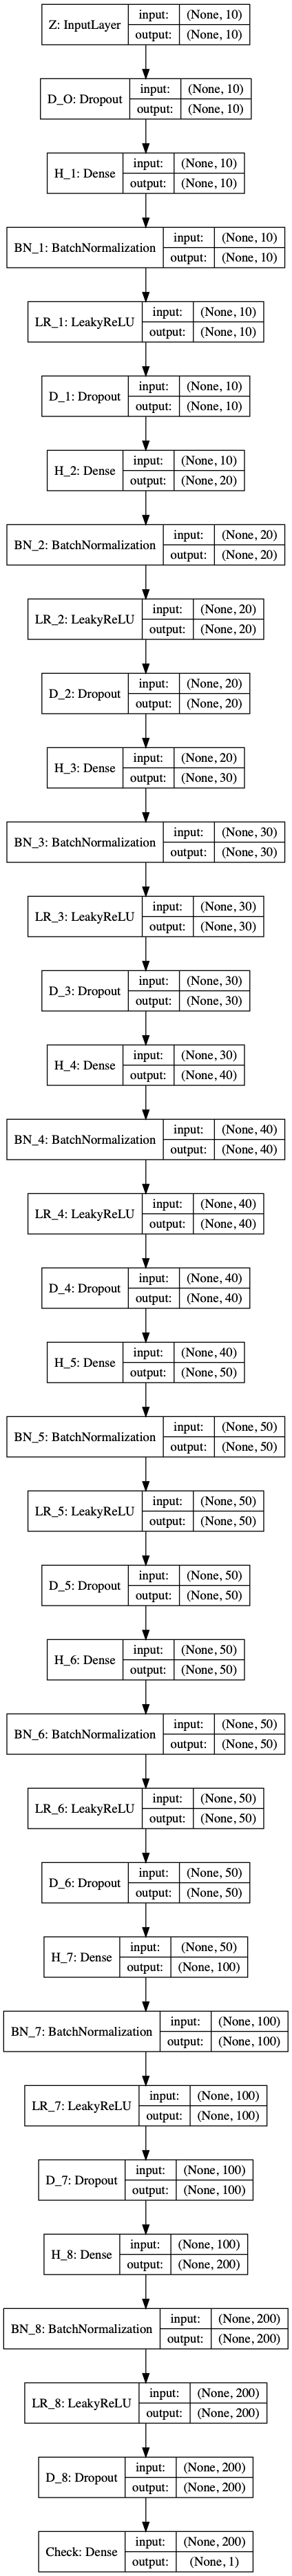 Z: InputLayer input: (None, 10)
output: (None, 10)
D_O: Dropout input: (None, 10)
output: (None, 10)
H_1: Dense input: (None, 10)
output: (None, 10)
BN_1: BatchNormalization input: (None, 10)
output: (None, 10)
LR_1: LeakyReLU input: (None, 10)
output: (None, 10)
D_1: Dropout input: (None, 10)
output: (None, 10)
H_2: Dense input: (None, 10)
output: (None, 20)
BN_2: BatchNormalization input: (None, 20)
output: (None, 20)
LR_2: LeakyReLU input: (None, 20)
output: (None, 20)
D_2: Dropout input: (None, 20)
output: (None, 20)
H_3: Dense input: (None, 20)
output: (None, 30)
BN_3: BatchNormalization input: (None, 30)
output: (None, 30)
LR_3: LeakyReLU input: (None, 30)
output: (None, 30)
D_3: Dropout input: (None, 30)
output: (None, 30)
H_4: Dense input: (None, 30)
output: (None, 40)
BN_4: BatchNormalization input: (None, 40)
output: (None, 40)
LR_4: LeakyReLU input: (None, 40)
output: (None, 40)
D_4: Dropout input: (None, 40)
output: (None, 40)
H_5: Dense input: (None, 40)
output: (None, 50)
BN_5: BatchNormalization input: (None, 50)
output: (None, 50)
LR_5: LeakyReLU input: (None, 50)
output: (None, 50)
D_5: Dropout input: (None, 50)
output: (None, 50)
H_6: Dense input: (None, 50)
output: (None, 50)
BN_6: BatchNormalization input: (None, 50)
output: (None, 50)
LR_6: LeakyReLU input: (None, 50)
output: (None, 50)
D_6: Dropout input: (None, 50)
output: (None, 50)
H_7: Dense input: (None, 50)
output: (None, 100)
BN_7: BatchNormalization input: (None, 100)
output: (None, 100)
LR_7: LeakyReLU input: (None, 100)
output: (None, 100)
D_7: Dropout input: (None, 100)
output: (None, 100)
H_8: Dense input: (None, 100)
output: (None, 200)
BN_8: BatchNormalization input: (None, 200)
output: (None, 200)
LR_8: LeakyReLU input: (None, 200)
output: (None, 200)
D_8: Dropout input: (None, 200)
output: (None, 200)
Check: Dense input: (None, 200)
output: (None, 1)